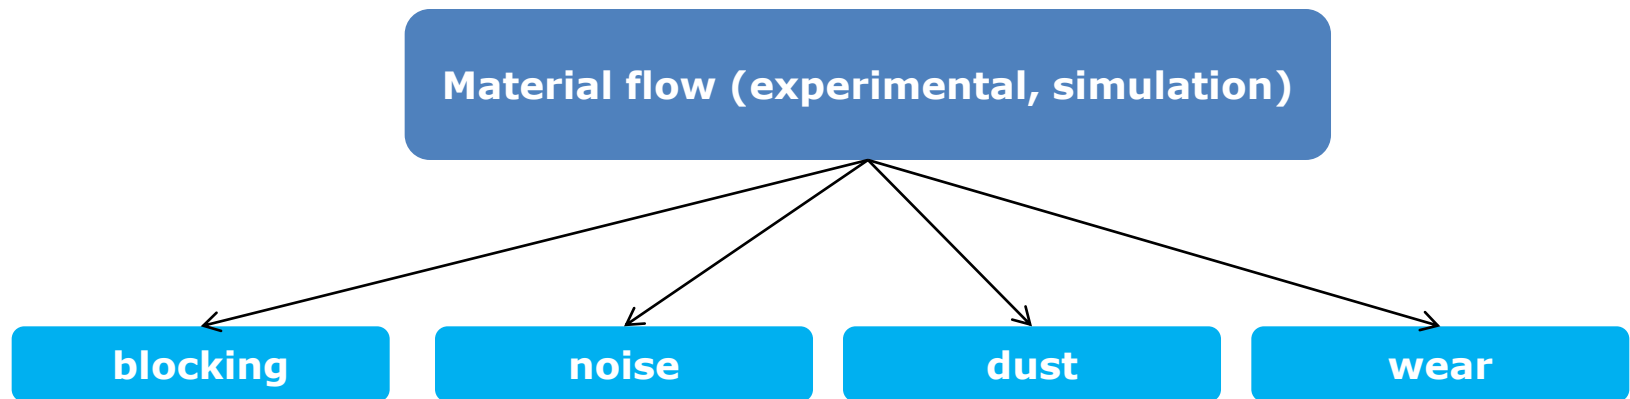 Material flow (experimental, simulation)
blocking
noise
dust
wear